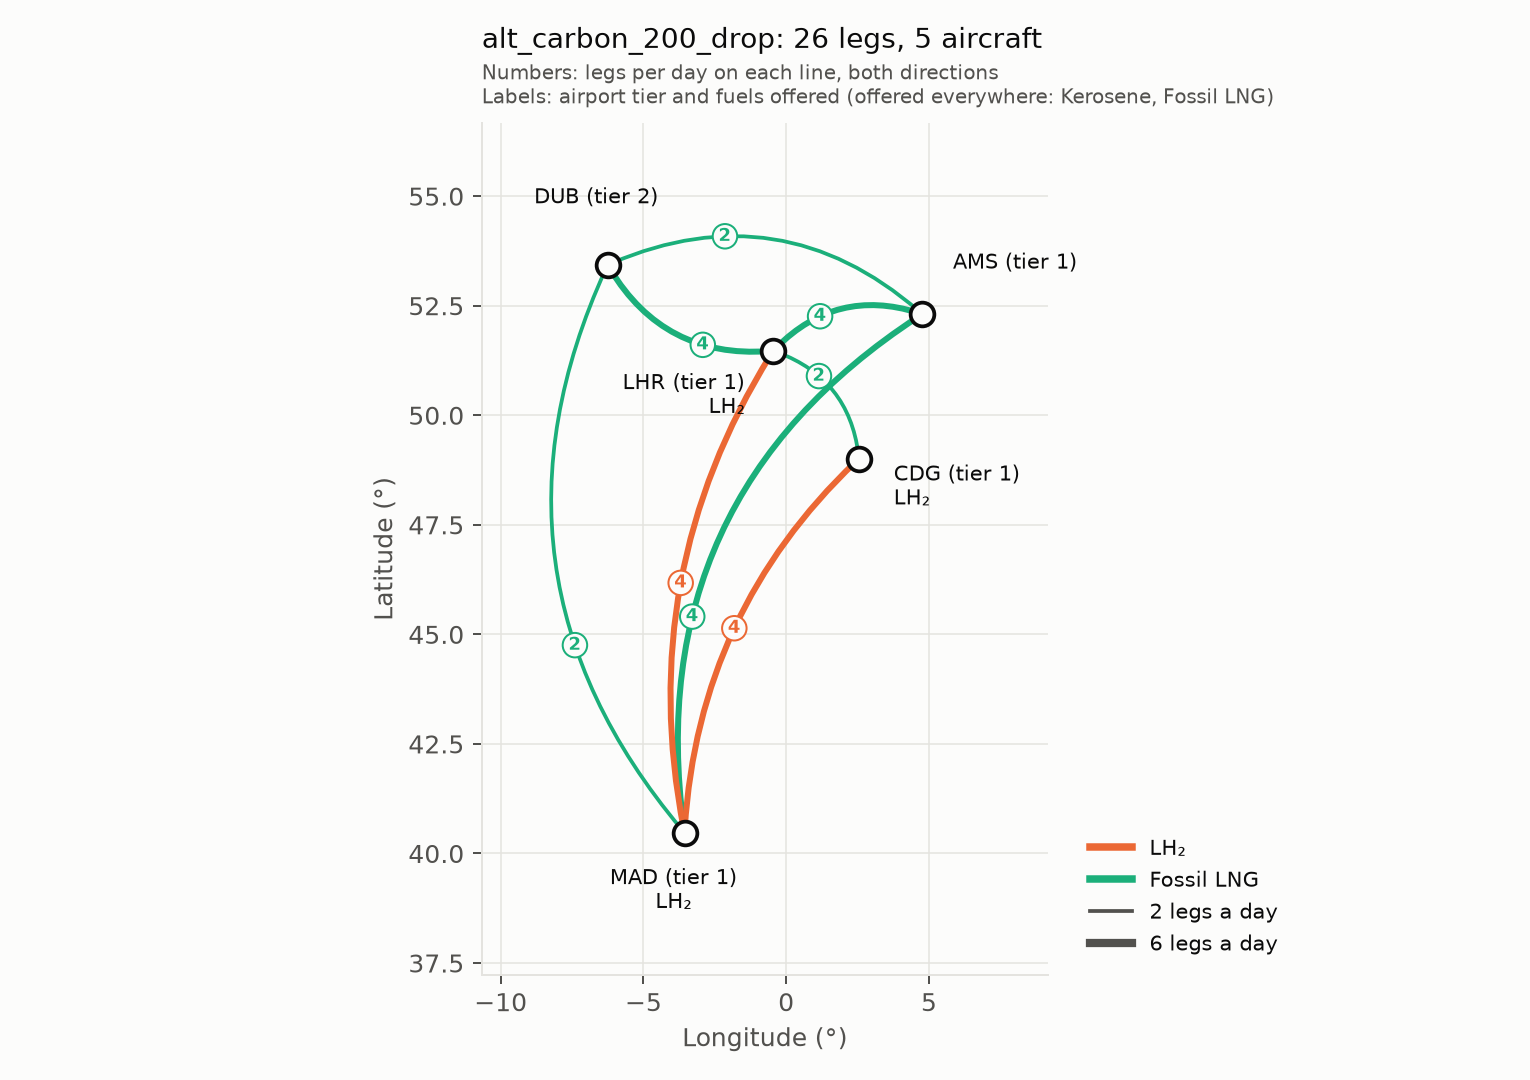 alt_carbon_200_drop: 26 legs, 5 aircraft
Numbers: legs per day on each line, both directions
Labels: airport tier and fuels offered (offered everywhere: Kerosene, Fossil LNG)
55.0
52.5
50.0
47.5
45.0
42.5
40.0
37.5
Latitude (°)
DUB (tier 2)
2
AMS (tier 1)
4
4
2
LHR (tier 1)
LH₂
CDG (tier 1)
LH₂
4
4
4
2
MAD (tier 1)
LH₂
LH₂
Fossil LNG
2 legs a day
6 legs a day
−10
−5
0
5
Longitude (°)